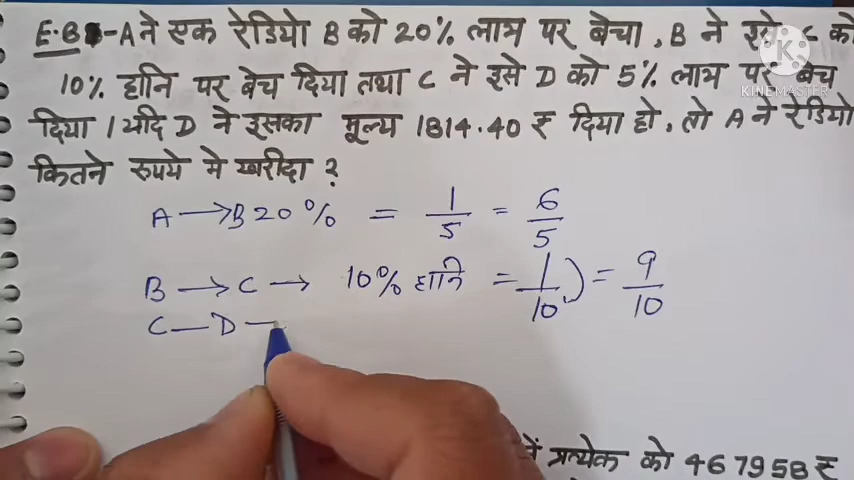 E.B - A ने एक रेडियो B को 20% लाभ पर बेचा, B ने इसे C को
10% हानि पर बेच दिया तथा C ने इसे D को 5% लाभ पर बेच
KINEMASTER
दिया । यदि D ने इसका मूल्य 1814.40 ₹ दिया हो, तो A ने रेडियो
कितने रुपये मे खरीदा ?
A → B 20% = 1/5 = 6/5
B → C → 10% हानि = 1/10) = 9/10
C — D —
में प्रत्येक को 467958 ₹